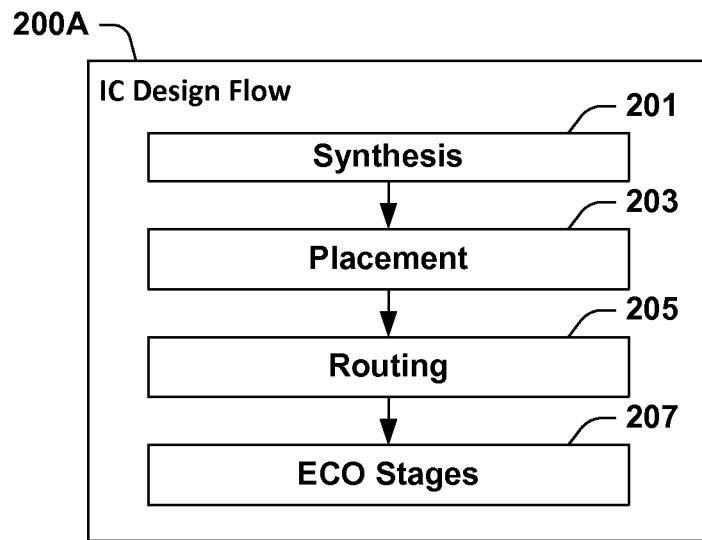 200A
IC Design Flow
201
Synthesis
203
Placement
205
Routing
207
ECO Stages